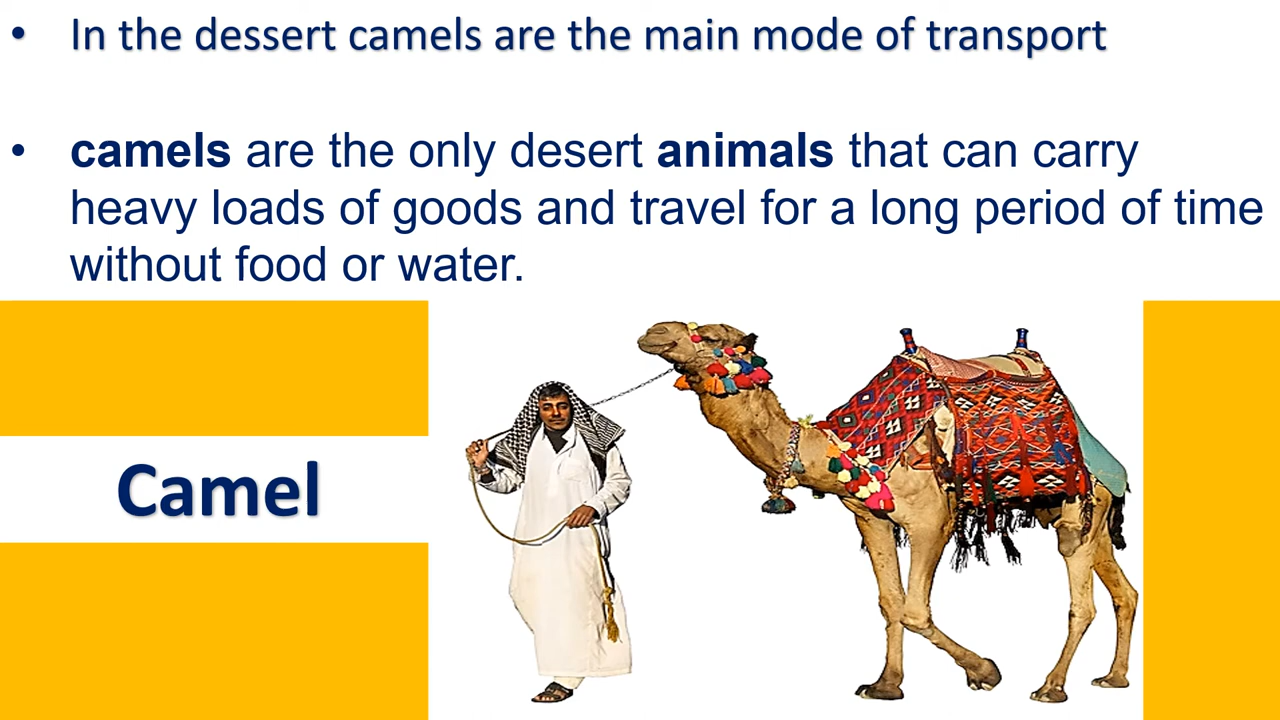 • In the dessert camels are the main mode of transport
• camels are the only desert animals that can carry
heavy loads of goods and travel for a long period of time
without food or water.
Camel